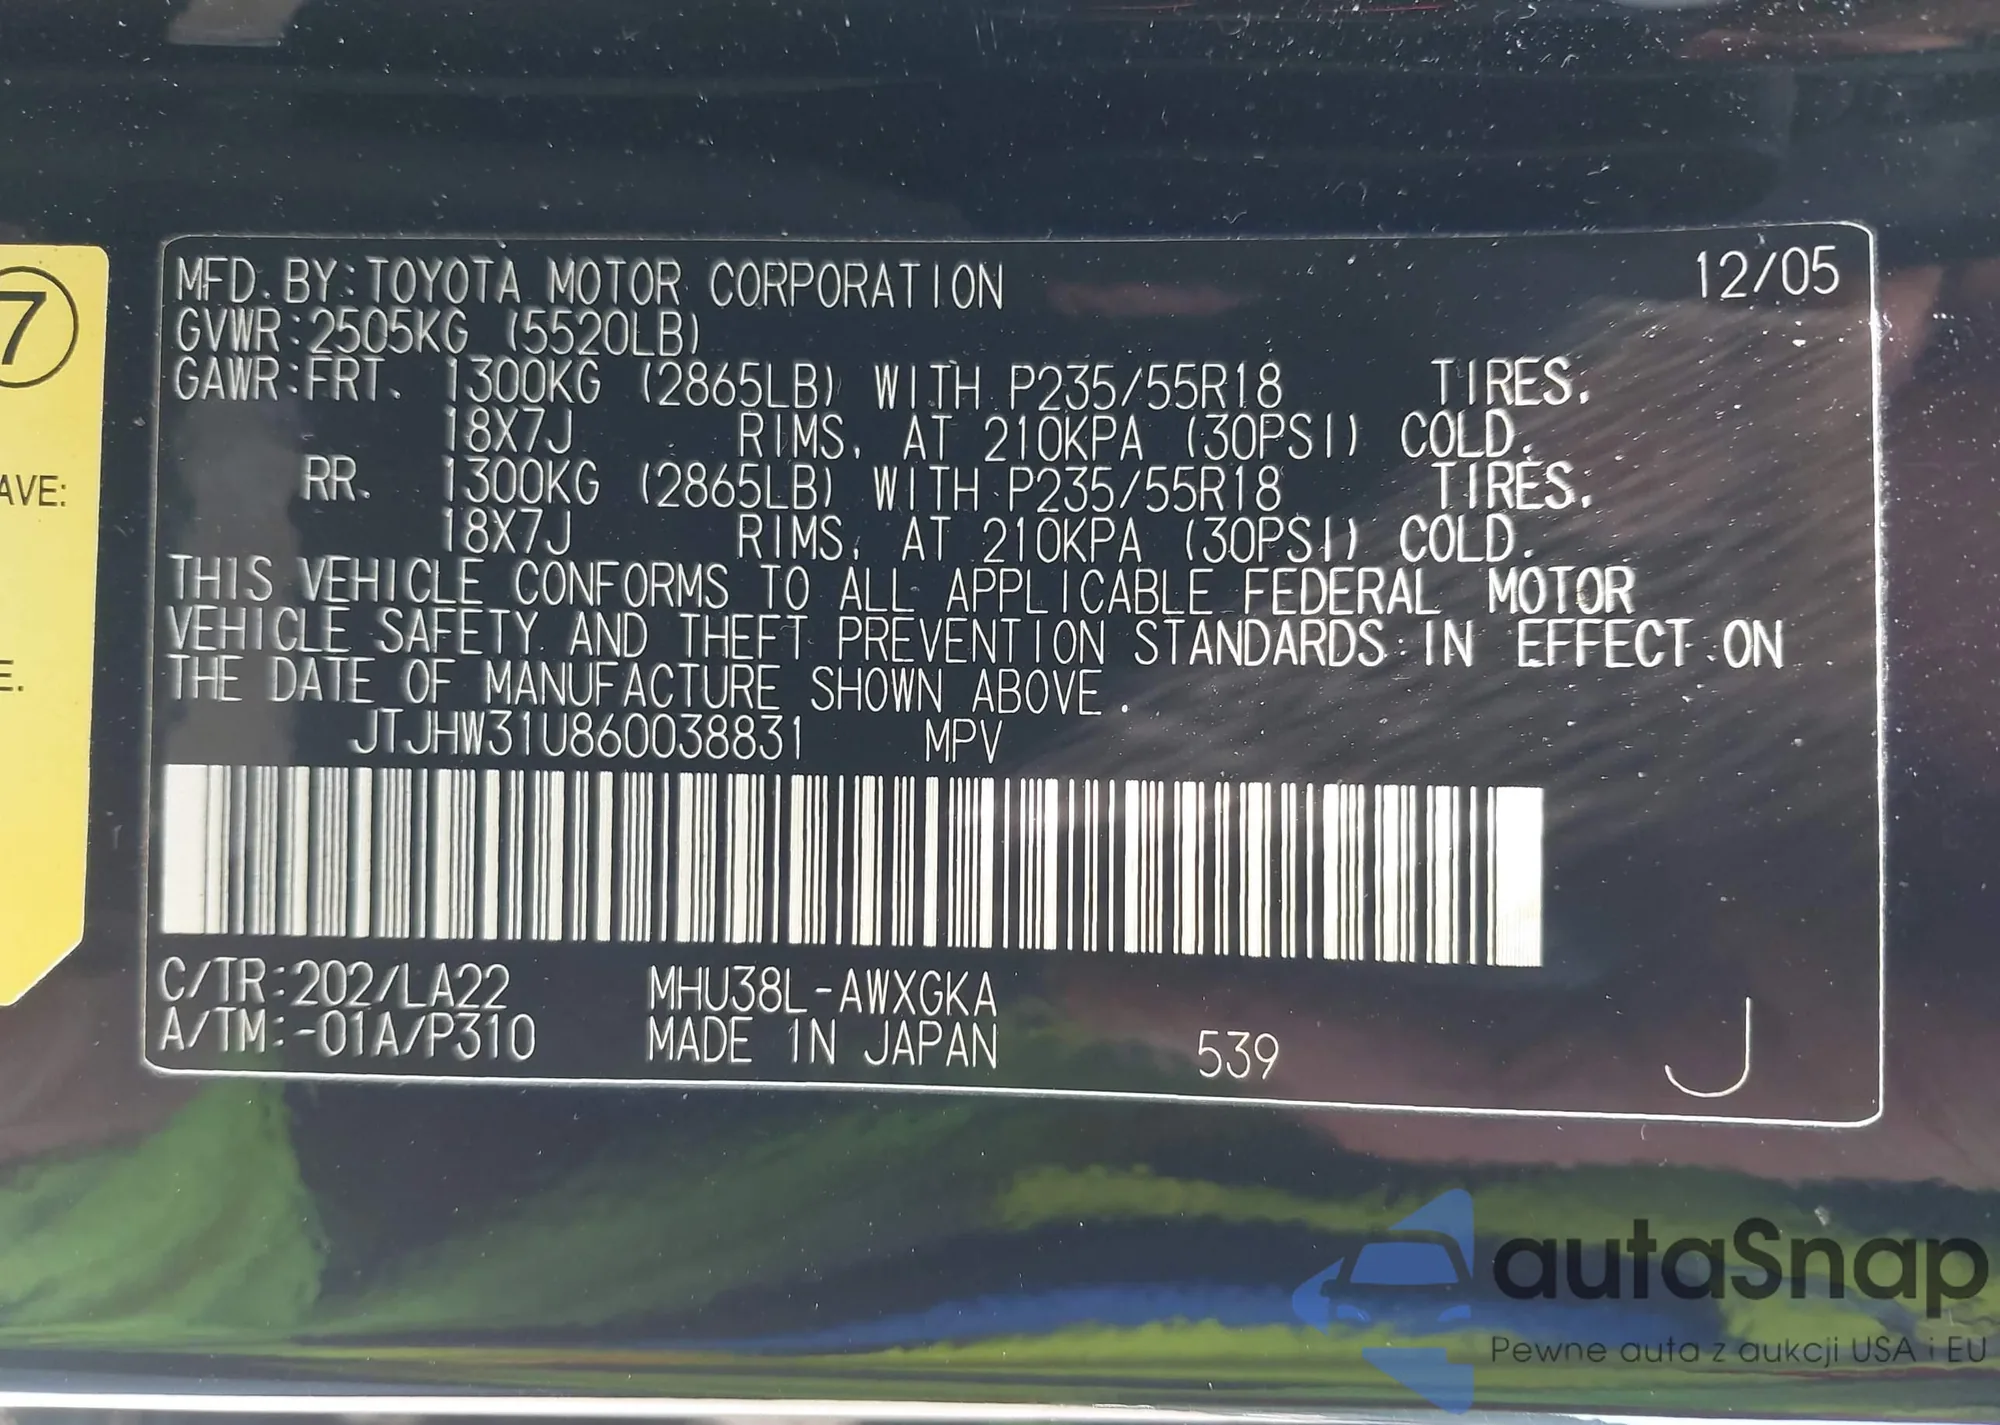 7
AVE:
E.
MFD. BY:TOYOTA MOTOR CORPORATION 12/05
GVWR:2505KG (5520LB)
GAWR:FRT. 1300KG (2865LB) WITH P235/55R18 TIRES,
18X7J RIMS, AT 210KPA (30PSI) COLD.
RR. 1300KG (2865LB) WITH P235/55R18 TIRES,
18X7J RIMS, AT 210KPA (30PSI) COLD.
THIS VEHICLE CONFORMS TO ALL APPLICABLE FEDERAL MOTOR
VEHICLE SAFETY AND THEFT PREVENTION STANDARDS IN EFFECT ON
THE DATE OF MANUFACTURE SHOWN ABOVE.
JTJHW31U860038831 MPV
C/TR:202/LA22 MHU38L-AWXGKA
A/TM:-01A/P310 MADE IN JAPAN 539 J
autaSnap
Pewne auta z aukcji USA i EU